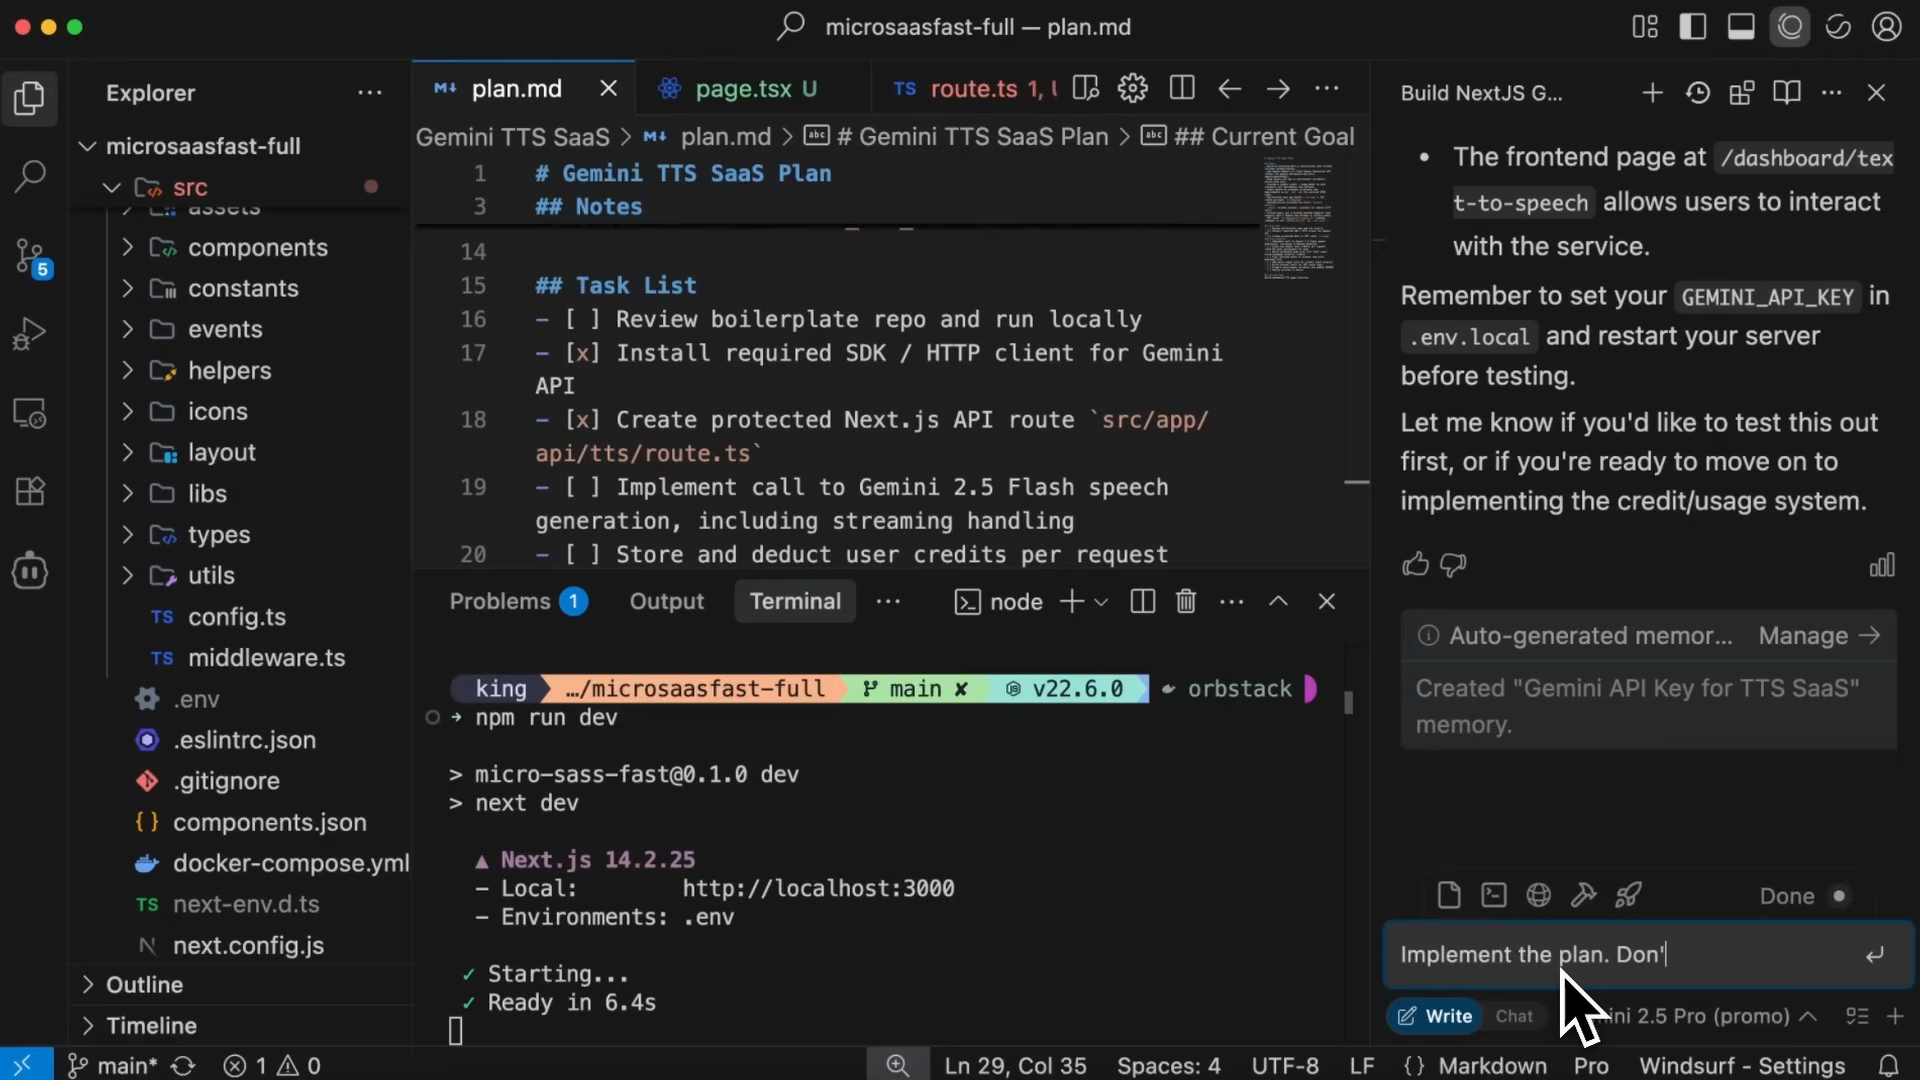 microsaasfast-full — plan.md
Explorer
microsaasfast-full
src
assets
components
constants
events
helpers
icons
layout
libs
types
utils
TS config.ts
TS middleware.ts
.env
.eslintrc.json
.gitignore
{ } components.json
docker-compose.yml
TS next-env.d.ts
next.config.js
Outline
Timeline
5
plan.md
page.tsx U
TS route.ts 1, U
Gemini TTS SaaS > plan.md > abc # Gemini TTS SaaS Plan > abc ## Current Goal
1 # Gemini TTS SaaS Plan
3 ## Notes
14
15 ## Task List
16 - [ ] Review boilerplate repo and run locally
17 - [x] Install required SDK / HTTP client for Gemini
API
18 - [x] Create protected Next.js API route `src/app/
api/tts/route.ts`
19 - [ ] Implement call to Gemini 2.5 Flash speech
generation, including streaming handling
20 - [ ] Store and deduct user credits per request
Problems 1 Output Terminal
node
king …/microsaasfast-full main ✘ v22.6.0 orbstack
npm run dev
> micro-sass-fast@0.1.0 dev
> next dev
▲ Next.js 14.2.25
- Local: http://localhost:3000
- Environments: .env
✓ Starting...
✓ Ready in 6.4s
Build NextJS G...
• The frontend page at /dashboard/tex
t-to-speech allows users to interact
with the service.
Remember to set your GEMINI_API_KEY in
.env.local and restart your server
before testing.
Let me know if you'd like to test this out
first, or if you're ready to move on to
implementing the credit/usage system.
Auto-generated memor... Manage →
Created "Gemini API Key for TTS SaaS"
memory.
Done
Implement the plan. Don'
Write Chat ini 2.5 Pro (promo)
main* 1 0 Ln 29, Col 35 Spaces: 4 UTF-8 LF {} Markdown Pro Windsurf - Settings